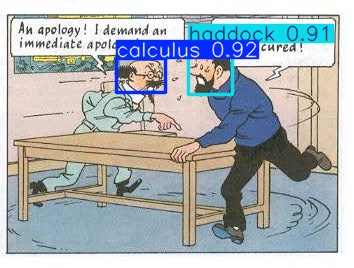 An apology! I demand an
immediate apolo
calculus 0.92
haddock 0.91
cured!